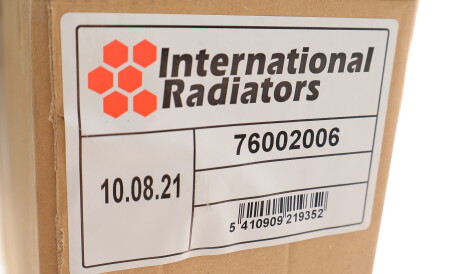 International
Radiators
76002006
10.08.21
5 410909 219352